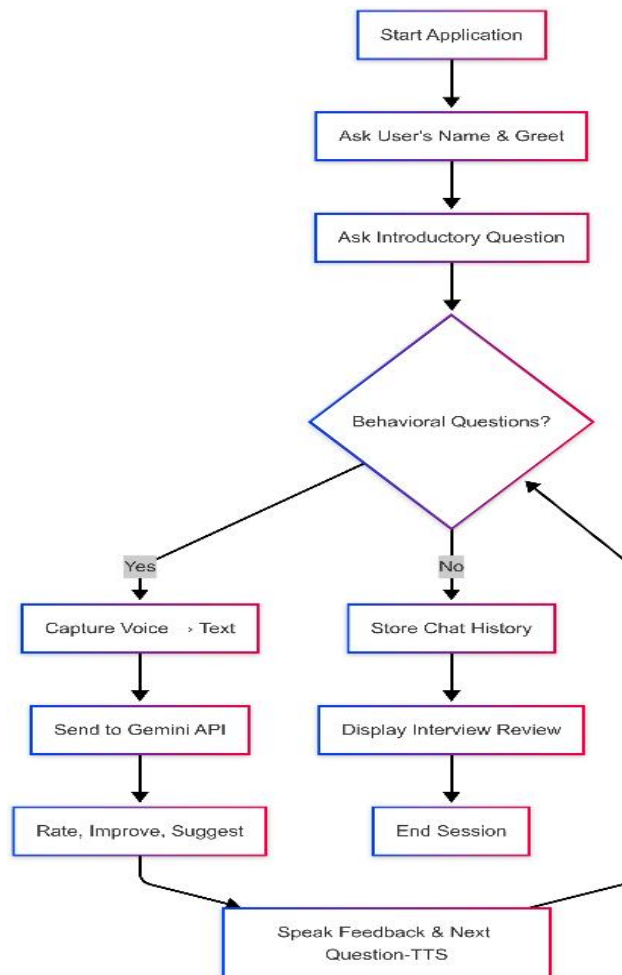 Start Application
Ask User's Name & Greet
Ask Introductory Question
Behavioral Questions?
Yes
No
Capture Voice → Text
Store Chat History
Send to Gemini API
Display Interview Review
Rate, Improve, Suggest
End Session
Speak Feedback & Next
Question-TTS